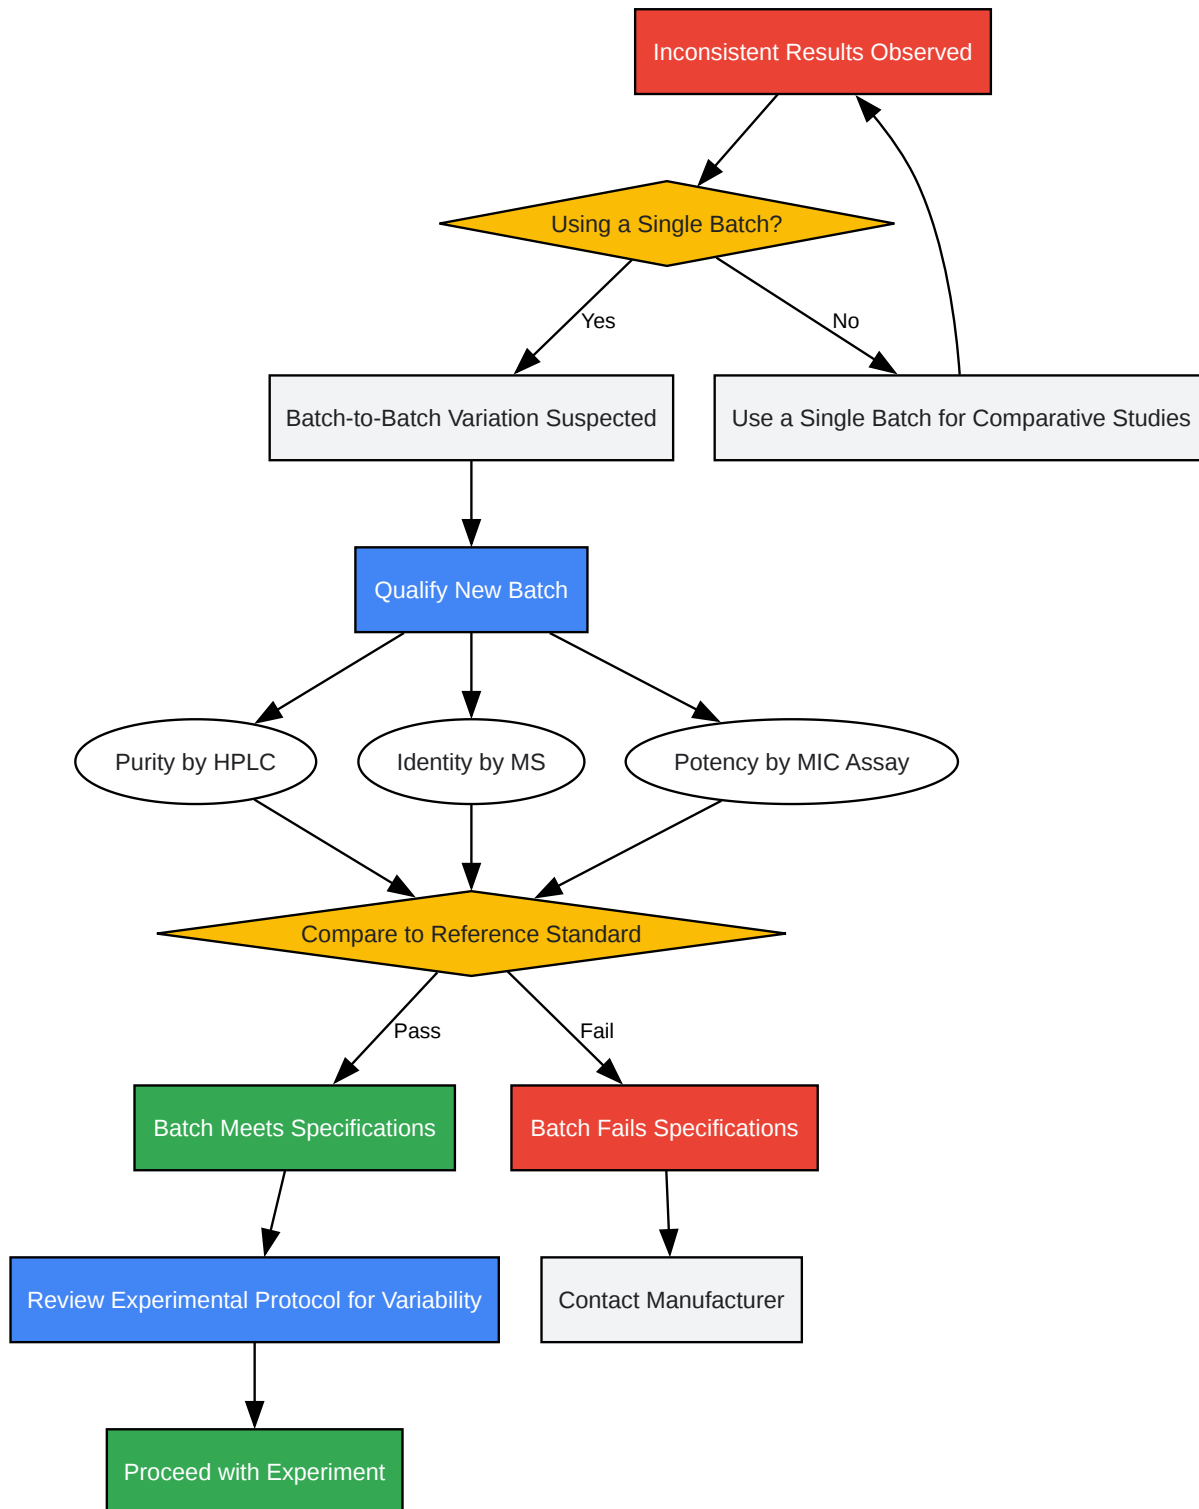 Inconsistent Results Observed
Using a Single Batch?
Yes
No
Batch-to-Batch Variation Suspected
Use a Single Batch for Comparative Studies
Qualify New Batch
Purity by HPLC
Identity by MS
Potency by MIC Assay
Compare to Reference Standard
Pass
Fail
Batch Meets Specifications
Batch Fails Specifications
Review Experimental Protocol for Variability
Contact Manufacturer
Proceed with Experiment